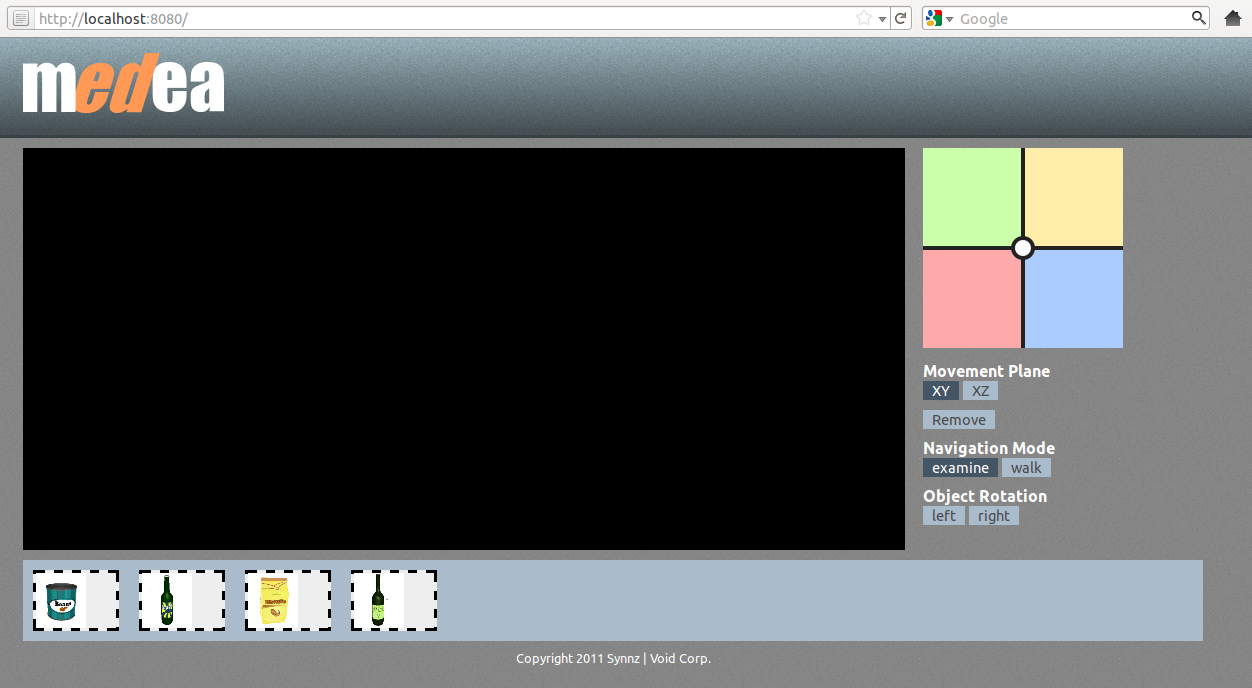 http://localhost:8080/
Google
medea
Movement Plane
XY XZ
Remove
Navigation Mode
examine walk
Object Rotation
left right
Copyright 2011 Synnz | Void Corp.